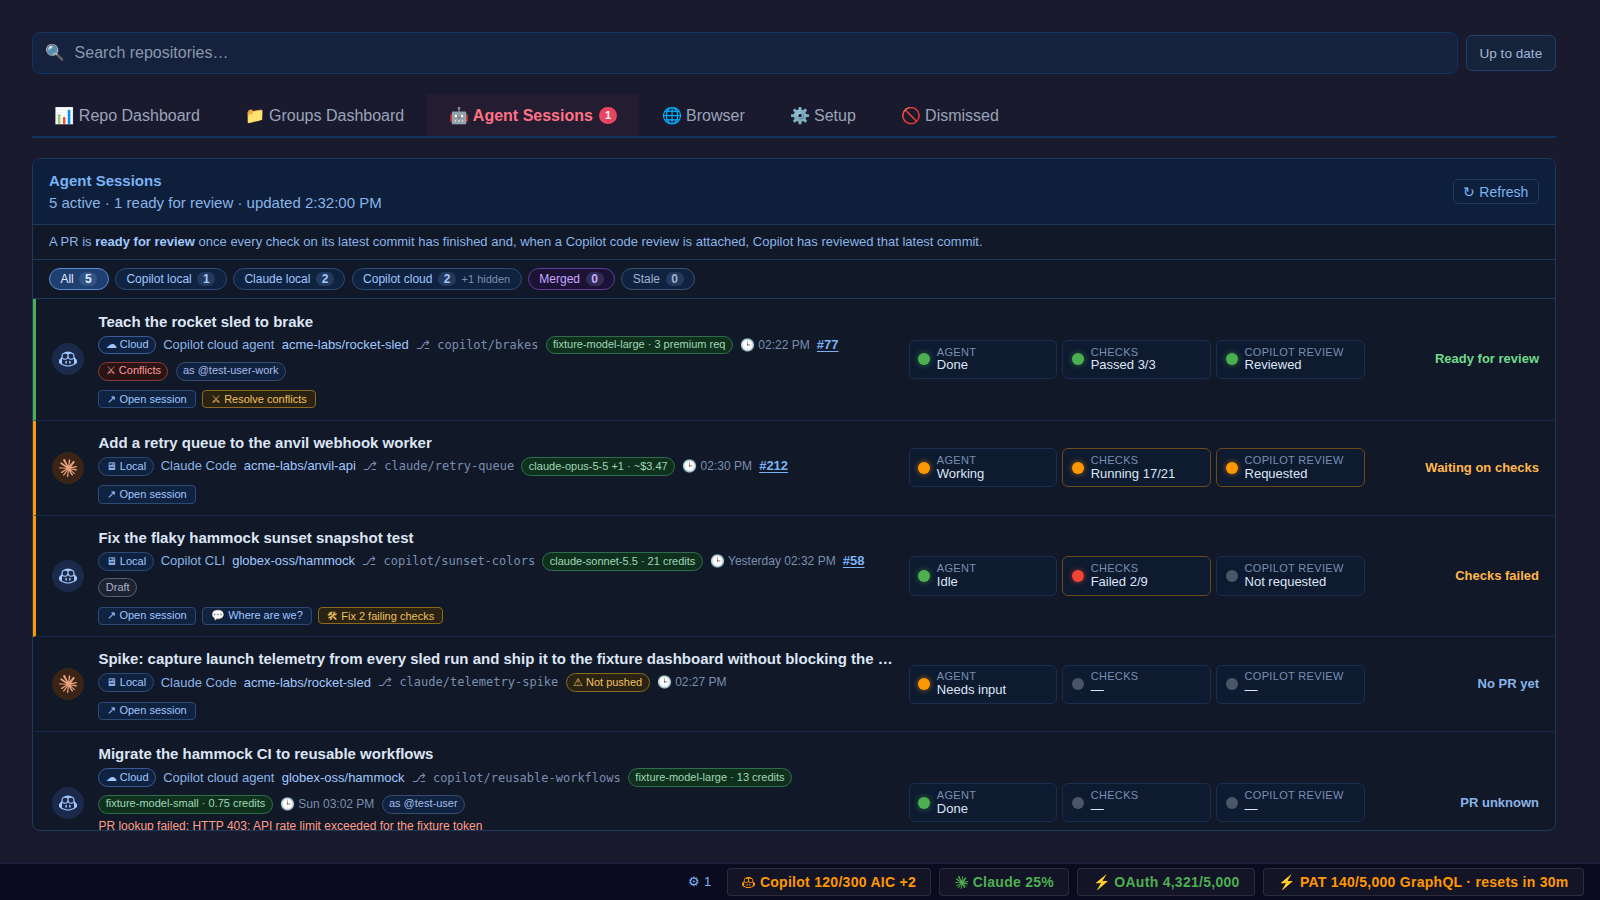 Search repositories…
Up to date
Repo Dashboard
Groups Dashboard
Agent Sessions 1
Browser
Setup
Dismissed
Agent Sessions
5 active · 1 ready for review · updated 2:32:00 PM
↻ Refresh
A PR is ready for review once every check on its latest commit has finished and, when a Copilot code review is attached, Copilot has reviewed that latest commit.
All 5
Copilot local 1
Claude local 2
Copilot cloud 2 +1 hidden
Merged 0
Stale 0
Teach the rocket sled to brake
Cloud Copilot cloud agent acme-labs/rocket-sled copilot/brakes fixture-model-large · 3 premium req 02:22 PM #77
Conflicts as @test-user-work
↗ Open session Resolve conflicts
AGENT
Done
CHECKS
Passed 3/3
COPILOT REVIEW
Reviewed
Ready for review
Add a retry queue to the anvil webhook worker
Local Claude Code acme-labs/anvil-api claude/retry-queue claude-opus-5-5 +1 · ~$3.47 02:30 PM #212
↗ Open session
AGENT
Working
CHECKS
Running 17/21
COPILOT REVIEW
Requested
Waiting on checks
Fix the flaky hammock sunset snapshot test
Local Copilot CLI globex-oss/hammock copilot/sunset-colors claude-sonnet-5.5 · 21 credits Yesterday 02:32 PM #58
Draft
↗ Open session Where are we? Fix 2 failing checks
AGENT
Idle
CHECKS
Failed 2/9
COPILOT REVIEW
Not requested
Checks failed
Spike: capture launch telemetry from every sled run and ship it to the fixture dashboard without blocking the …
Local Claude Code acme-labs/rocket-sled claude/telemetry-spike ⚠ Not pushed 02:27 PM
↗ Open session
AGENT
Needs input
CHECKS
—
COPILOT REVIEW
—
No PR yet
Migrate the hammock CI to reusable workflows
Cloud Copilot cloud agent globex-oss/hammock copilot/reusable-workflows fixture-model-large · 13 credits
fixture-model-small · 0.75 credits Sun 03:02 PM as @test-user
PR lookup failed: HTTP 403: API rate limit exceeded for the fixture token
AGENT
Done
CHECKS
—
COPILOT REVIEW
—
PR unknown
⚙ 1
Copilot 120/300 AIC +2
Claude 25%
⚡ OAuth 4,321/5,000
⚡ PAT 140/5,000 GraphQL · resets in 30m